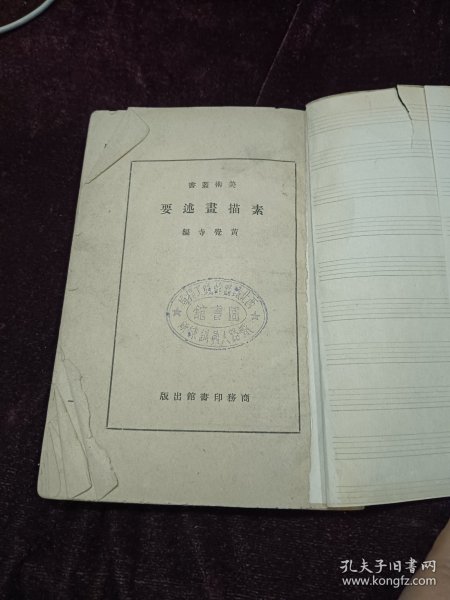 美術叢書
素描畫述要
黃覺寺編
圖書館
商務印書館出版
孔夫子旧书网
www.kongfz.com